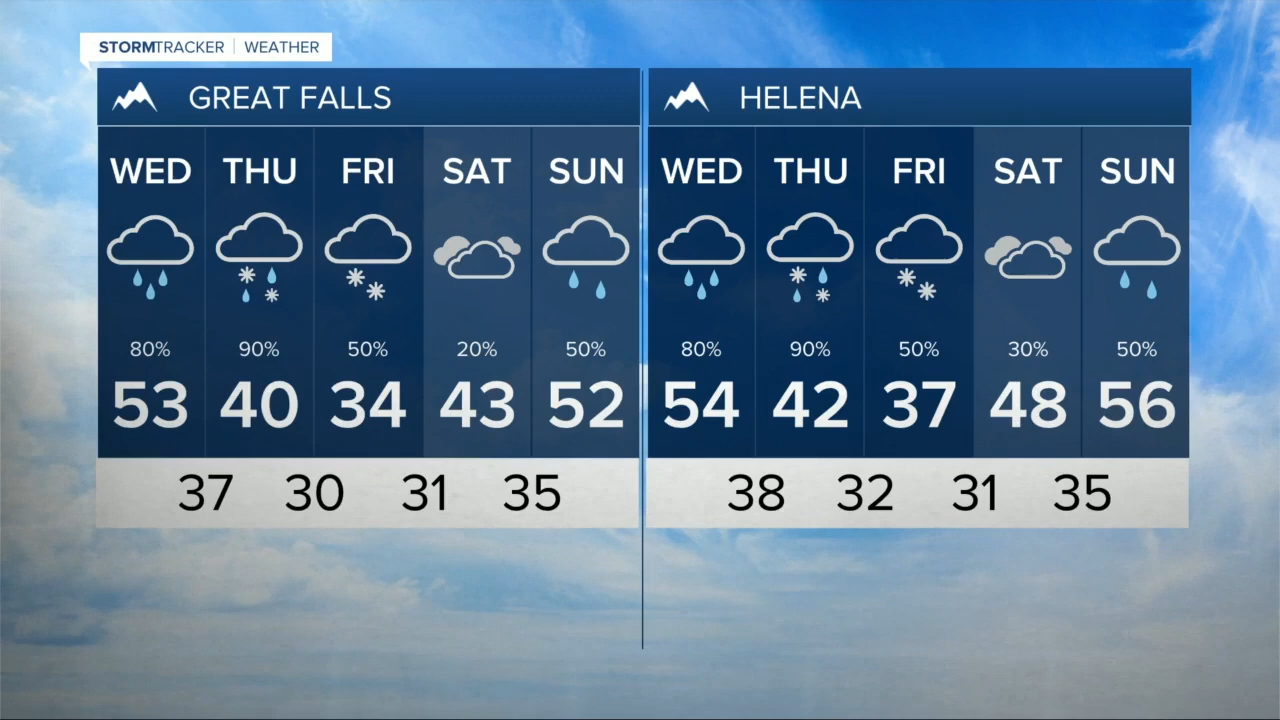 STORMTRACKER | WEATHER
GREAT FALLS
WED THU FRI SAT SUN
80% 90% 50% 20% 50%
53 40 34 43 52
37 30 31 35
HELENA
WED THU FRI SAT SUN
80% 90% 50% 30% 50%
54 42 37 48 56
38 32 31 35